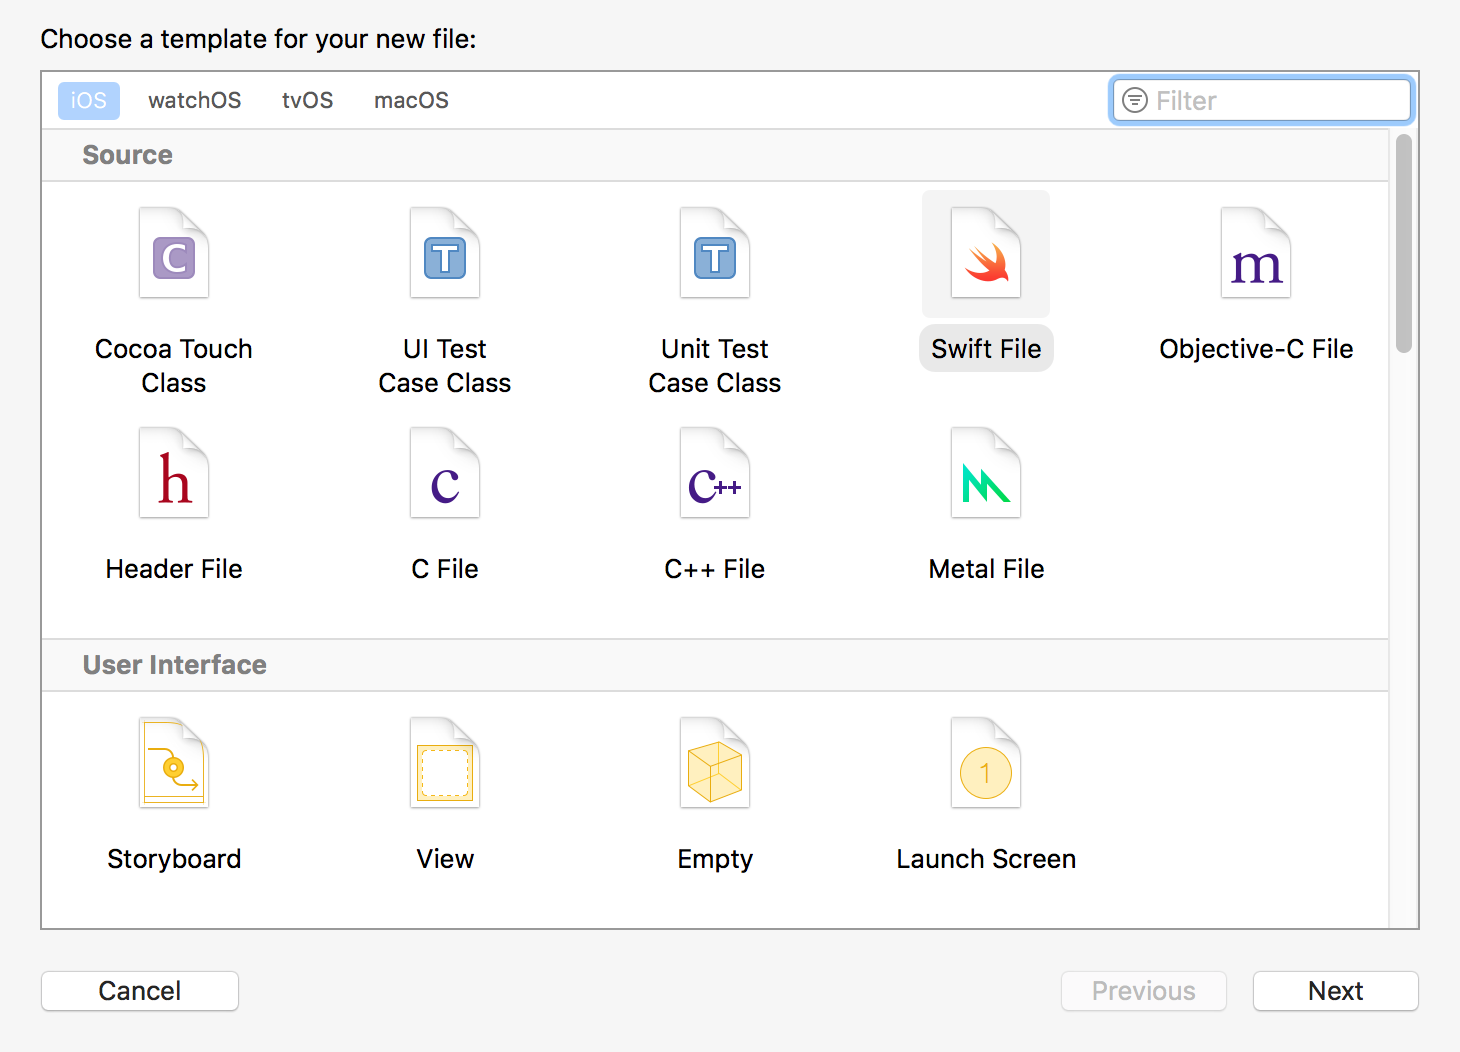 Choose a template for your new file:
iOS watchOS tvOS macOS Filter
Source
C T T m
Cocoa Touch Class
UI Test Case Class
Unit Test Case Class
Swift File
Objective-C File
h c C++
Header File C File C++ File Metal File
User Interface
1
Storyboard View Empty Launch Screen
Cancel Previous Next